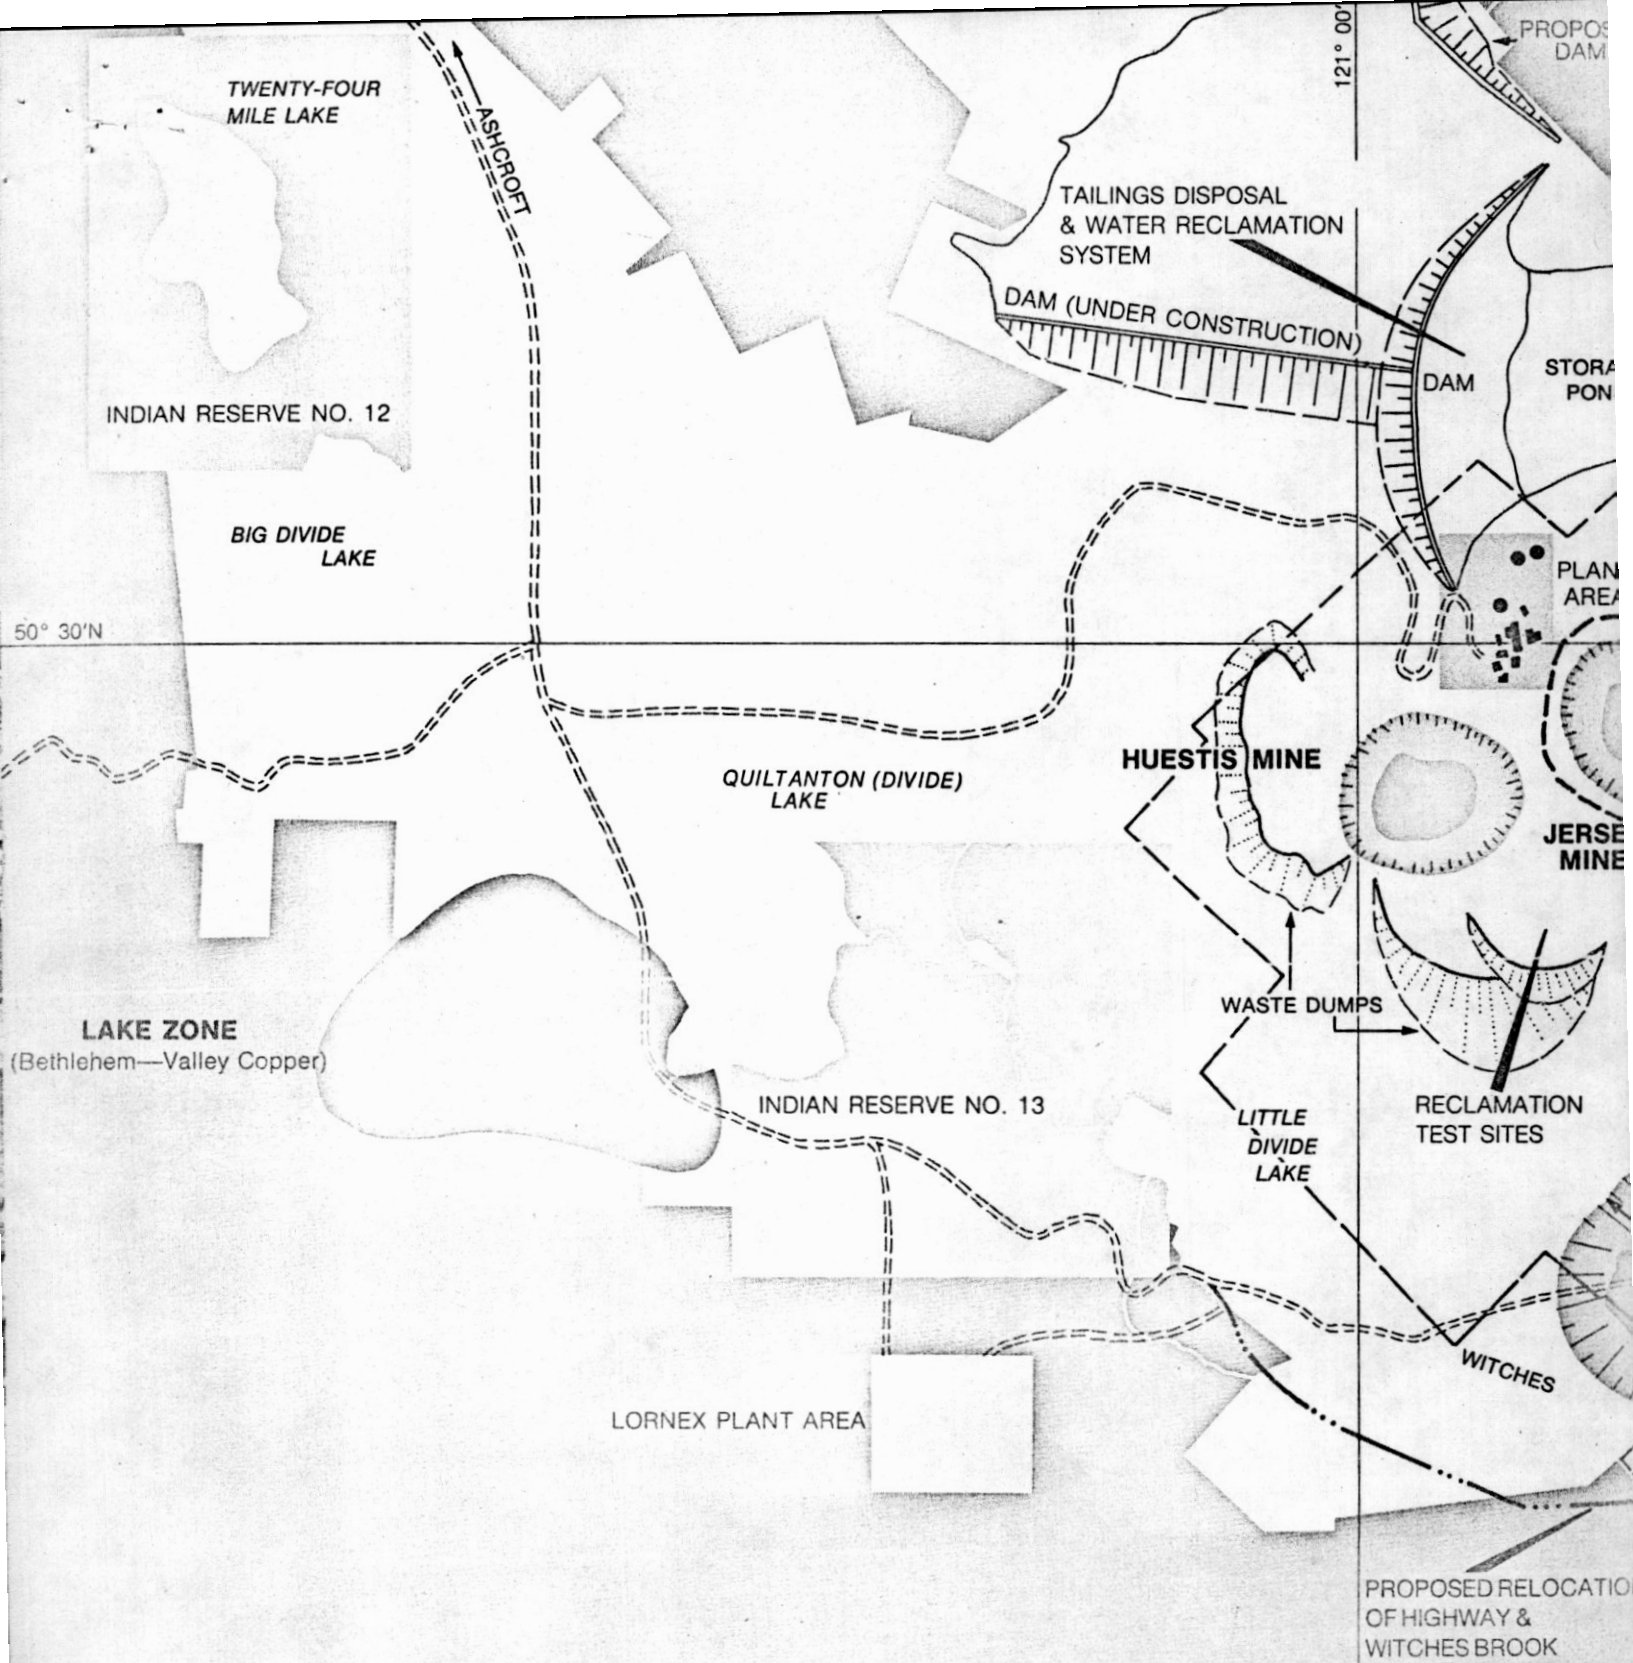 121° 00'
PROPOS
DAM
TWENTY-FOUR
MILE LAKE
ASHCROFT
TAILINGS DISPOSAL
& WATER RECLAMATION
SYSTEM
DAM (UNDER CONSTRUCTION)
DAM
STORA
PON
INDIAN RESERVE NO. 12
BIG DIVIDE
LAKE
PLAN
AREA
50° 30'N
HUESTIS MINE
QUILTANTON (DIVIDE)
LAKE
JERSE
MINE
WASTE DUMPS
LAKE ZONE
(Bethlehem—Valley Copper)
INDIAN RESERVE NO. 13
LITTLE
DIVIDE
LAKE
RECLAMATION
TEST SITES
WITCHES
LORNEX PLANT AREA
PROPOSED RELOCATIO
OF HIGHWAY &
WITCHES BROOK